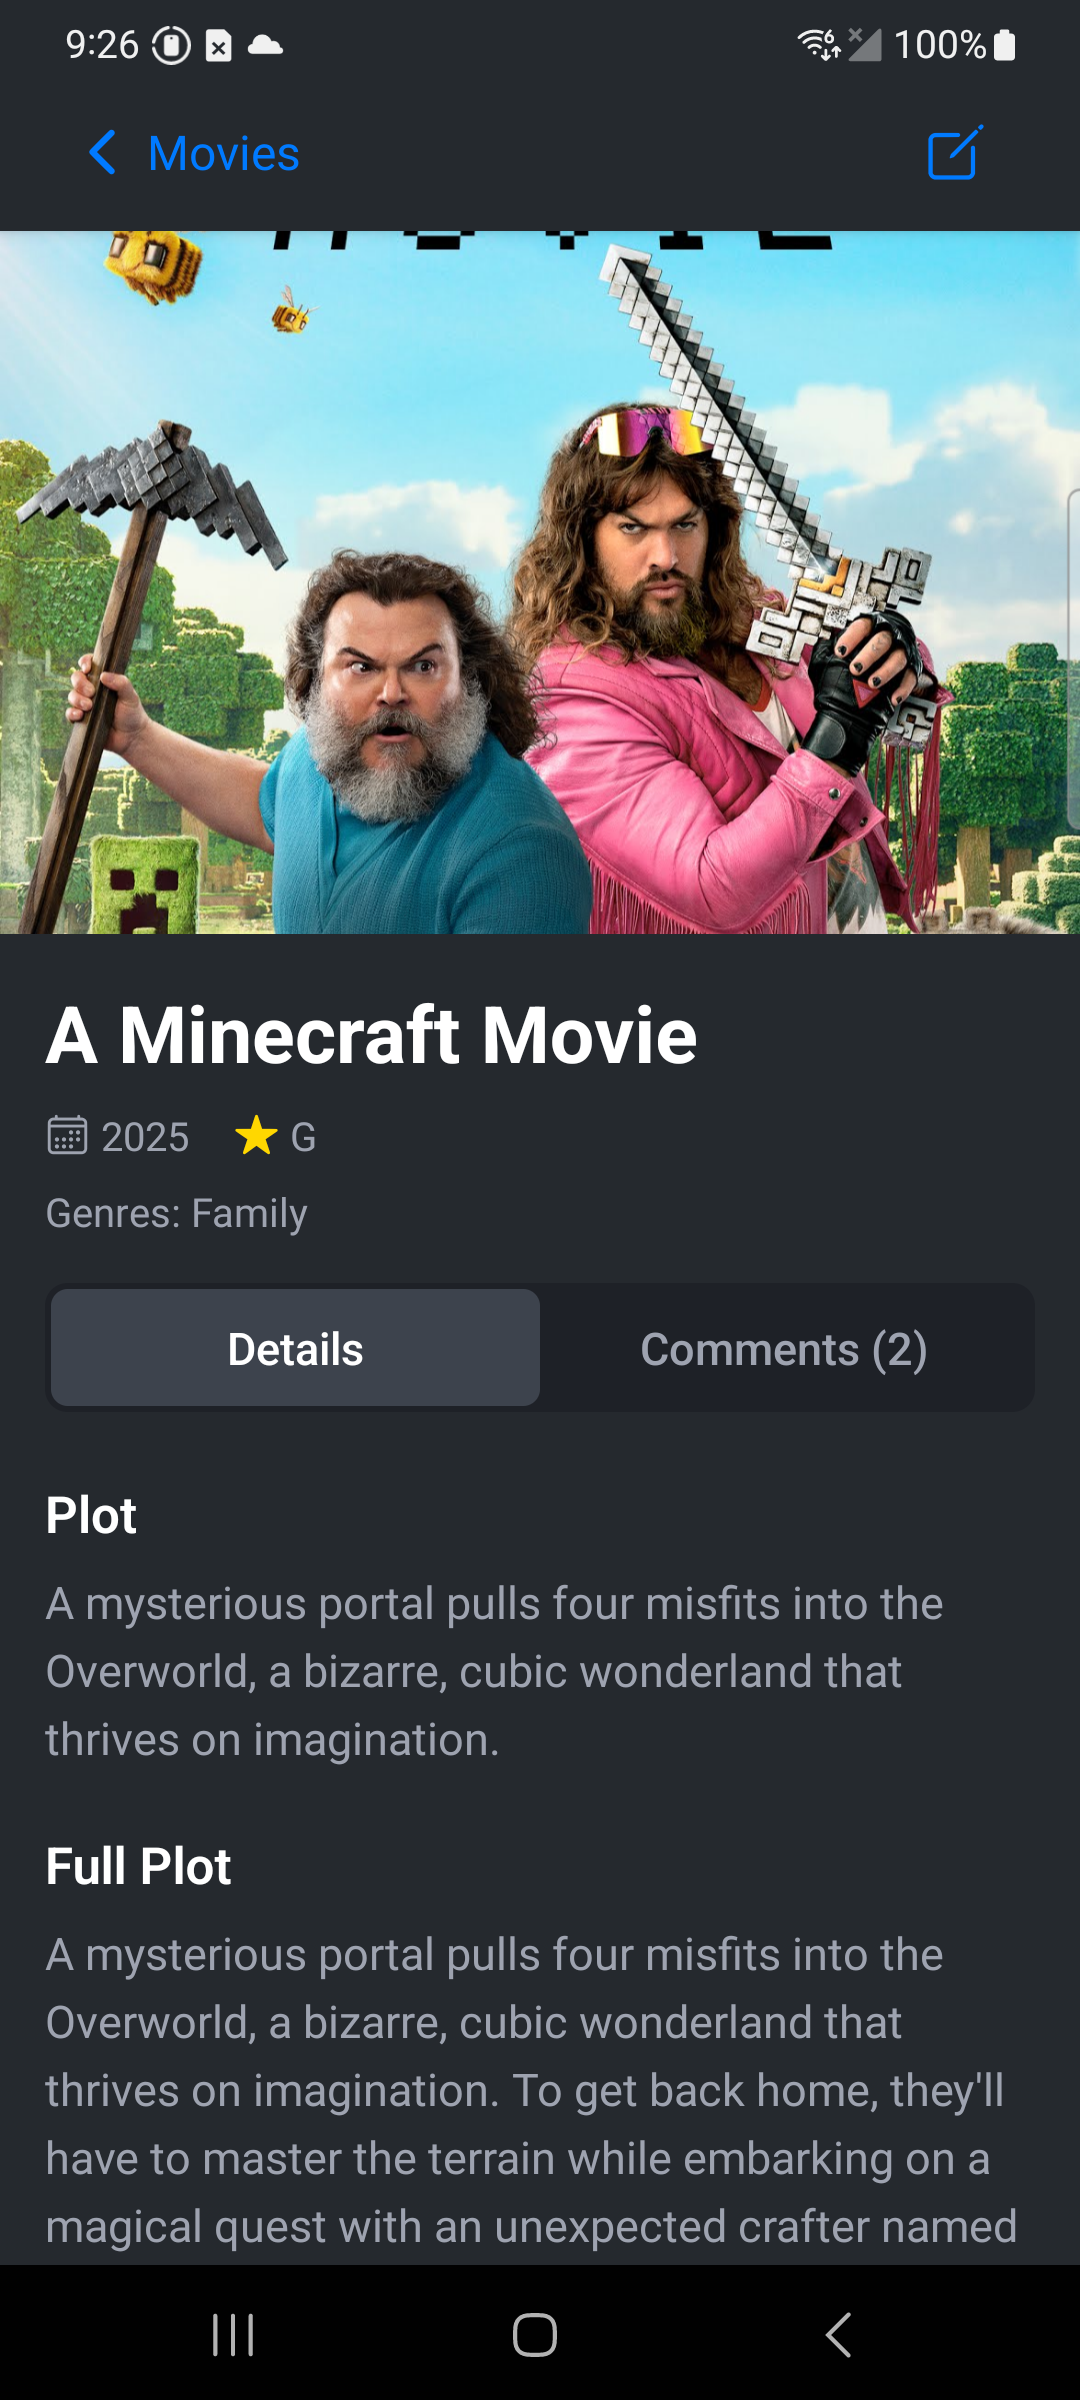 9:26
6
100%
Movies
A Minecraft Movie
2025
G
Genres: Family
Details
Comments (2)
Plot
A mysterious portal pulls four misfits into the
Overworld, a bizarre, cubic wonderland that
thrives on imagination.
Full Plot
A mysterious portal pulls four misfits into the
Overworld, a bizarre, cubic wonderland that
thrives on imagination. To get back home, they'll
have to master the terrain while embarking on a
magical quest with an unexpected crafter named